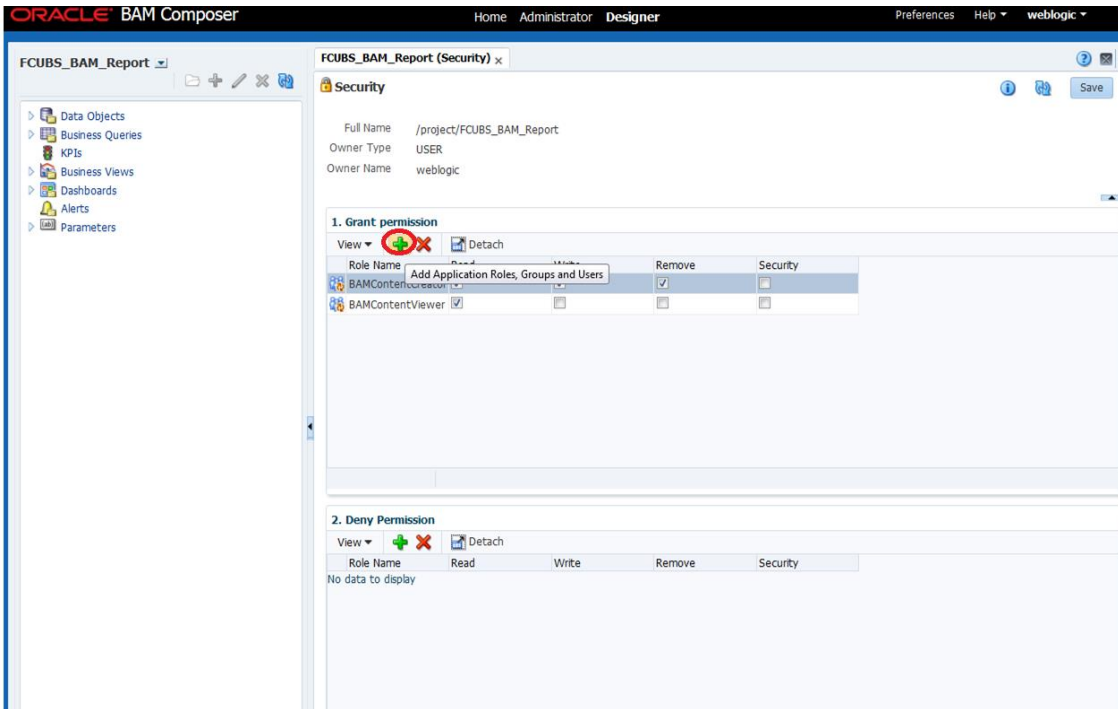 ORACLE BAM Composer
Home Administrator Designer
Preferences Help weblogic
FCUBS_BAM_Report
Data Objects
Business Queries
KPIs
Business Views
Dashboards
Alerts
Parameters
FCUBS_BAM_Report (Security)
Security
Save
Full Name /project/FCUBS_BAM_Report
Owner Type USER
Owner Name weblogic
1. Grant permission
View Detach
Role Name Read Write Remove Security
Add Application Roles, Groups and Users
BAMContentCreator
BAMContentViewer
2. Deny Permission
View Detach
Role Name Read Write Remove Security
No data to display